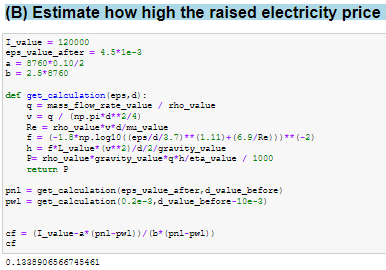 (B) Estimate how high the raised electricity price
I_value = 120000
eps_value_after = 4.5*1e-3
a = 8760*0.10/2
b = 2.5*8760
def get_calculation(eps,d):
q = mass_flow_rate_value / rho_value
v = q / (np.pi*d**2/4)
Re = rho_value*v*d/mu_value
f = (-1.8*np.log10((eps/d/3.7)**(1.11)+(6.9/Re)))**(-2)
h = f*L_value*(v**2)/d/2/gravity_value
P= rho_value*gravity_value*q*h/eta_value / 1000
return P
pnl = get_calculation(eps_value_after,d_value_before)
pwl = get_calculation(0.2e-3,d_value_before-10e-3)
cf = (I_value-a*(pnl-pwl))/(b*(pnl-pwl))
cf
0.1338906566745461